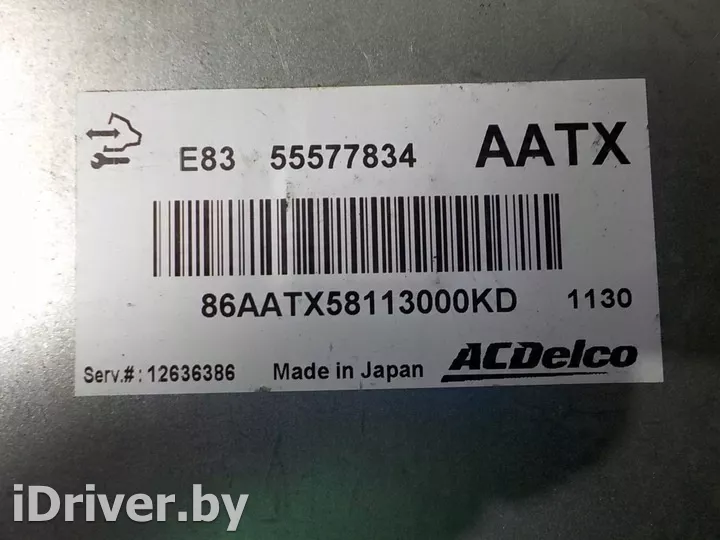 E83 55577834 AATX
86AATX58113000KD 1130
Serv.#: 12636386 Made in Japan ACDelco
iDriver.by